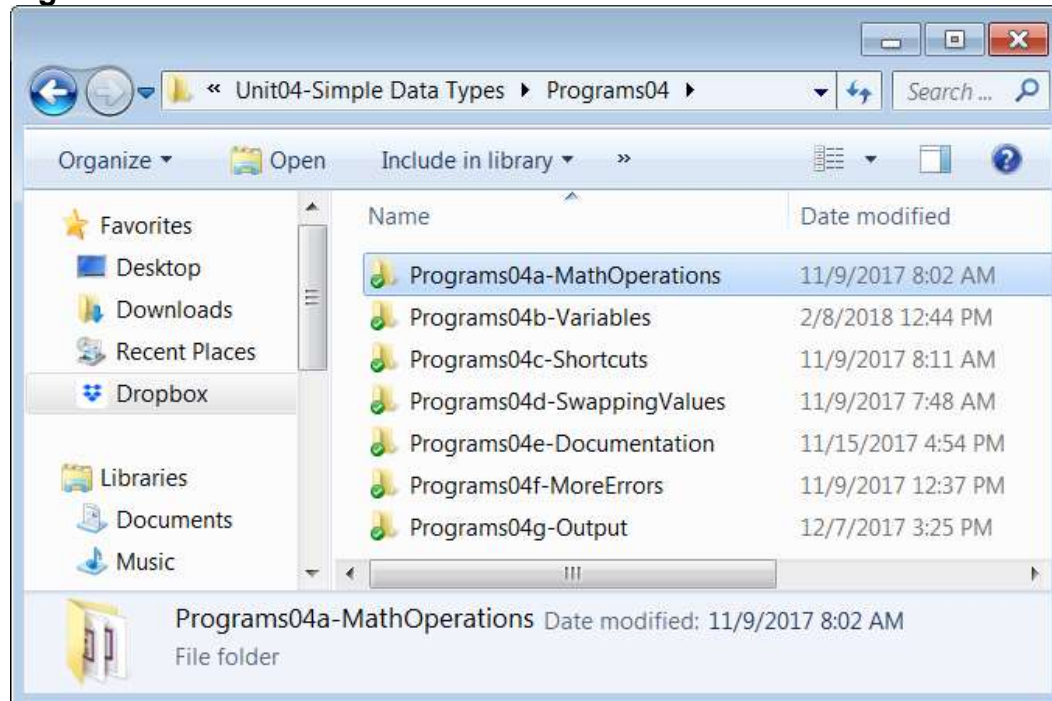 « Unit04-Simple Data Types ▸ Programs04 ▸ Search ...
Organize ▾ Open Include in library ▾ »
Name Date modified
Favorites
Desktop
Downloads
Recent Places
Dropbox
Libraries
Documents
Music
Programs04a-MathOperations 11/9/2017 8:02 AM
Programs04b-Variables 2/8/2018 12:44 PM
Programs04c-Shortcuts 11/9/2017 8:11 AM
Programs04d-SwappingValues 11/9/2017 7:48 AM
Programs04e-Documentation 11/15/2017 4:54 PM
Programs04f-MoreErrors 11/9/2017 12:37 PM
Programs04g-Output 12/7/2017 3:25 PM
Programs04a-MathOperations Date modified: 11/9/2017 8:02 AM
File folder